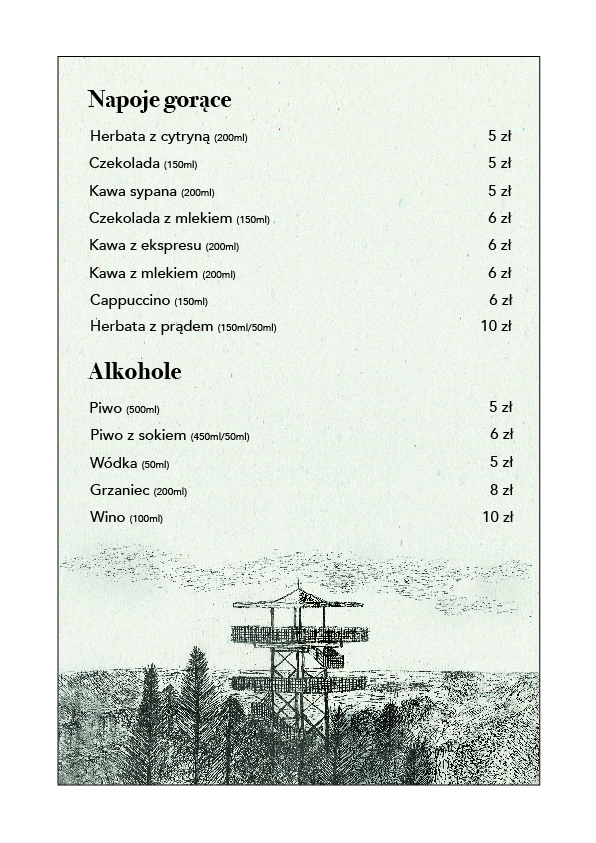 Napoje gorące
Herbata z cytryną (200ml) 5 zł
Czekolada (150ml) 5 zł
Kawa sypana (200ml) 5 zł
Czekolada z mlekiem (150ml) 6 zł
Kawa z ekspresu (200ml) 6 zł
Kawa z mlekiem (200ml) 6 zł
Cappuccino (150ml) 6 zł
Herbata z prądem (150ml/50ml) 10 zł
Alkohole
Piwo (500ml) 5 zł
Piwo z sokiem (450ml/50ml) 6 zł
Wódka (50ml) 5 zł
Grzaniec (200ml) 8 zł
Wino (100ml) 10 zł